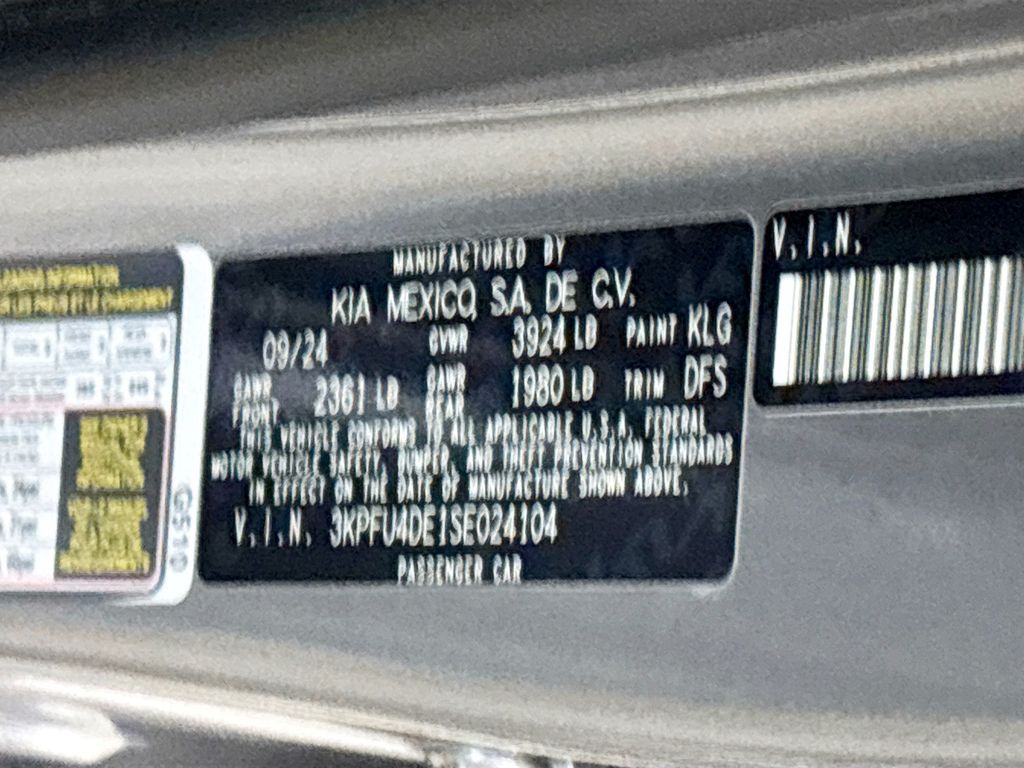 MANUFACTURED BY
KIA MEXICO, S.A. DE C.V.
09/24 GVWR 3924 LB PAINT KLG
GAWR FRONT 2361 LB GAWR REAR 1980 LB TRIM DFS
THIS VEHICLE CONFORMS TO ALL APPLICABLE U.S.A. FEDERAL
MOTOR VEHICLE SAFETY, BUMPER, AND THEFT PREVENTION STANDARDS
IN EFFECT ON THE DATE OF MANUFACTURE SHOWN ABOVE.
V.I.N. 3KPFU4DE1SE024104
PASSENGER CAR
V.I.N.
G510